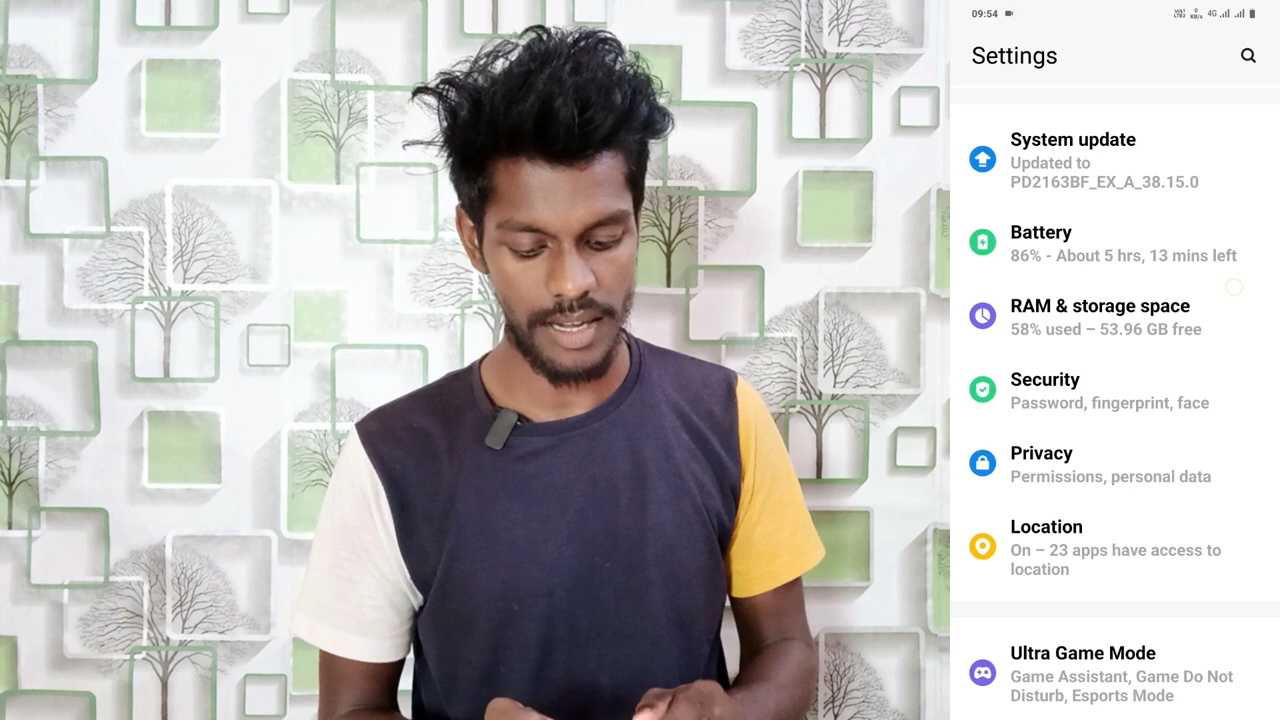 09:54
4G
Settings
System update
Updated to
PD2163BF_EX_A_38.15.0
Battery
86% - About 5 hrs, 13 mins left
RAM & storage space
58% used – 53.96 GB free
Security
Password, fingerprint, face
Privacy
Permissions, personal data
Location
On – 23 apps have access to
location
Ultra Game Mode
Game Assistant, Game Do Not
Disturb, Esports Mode